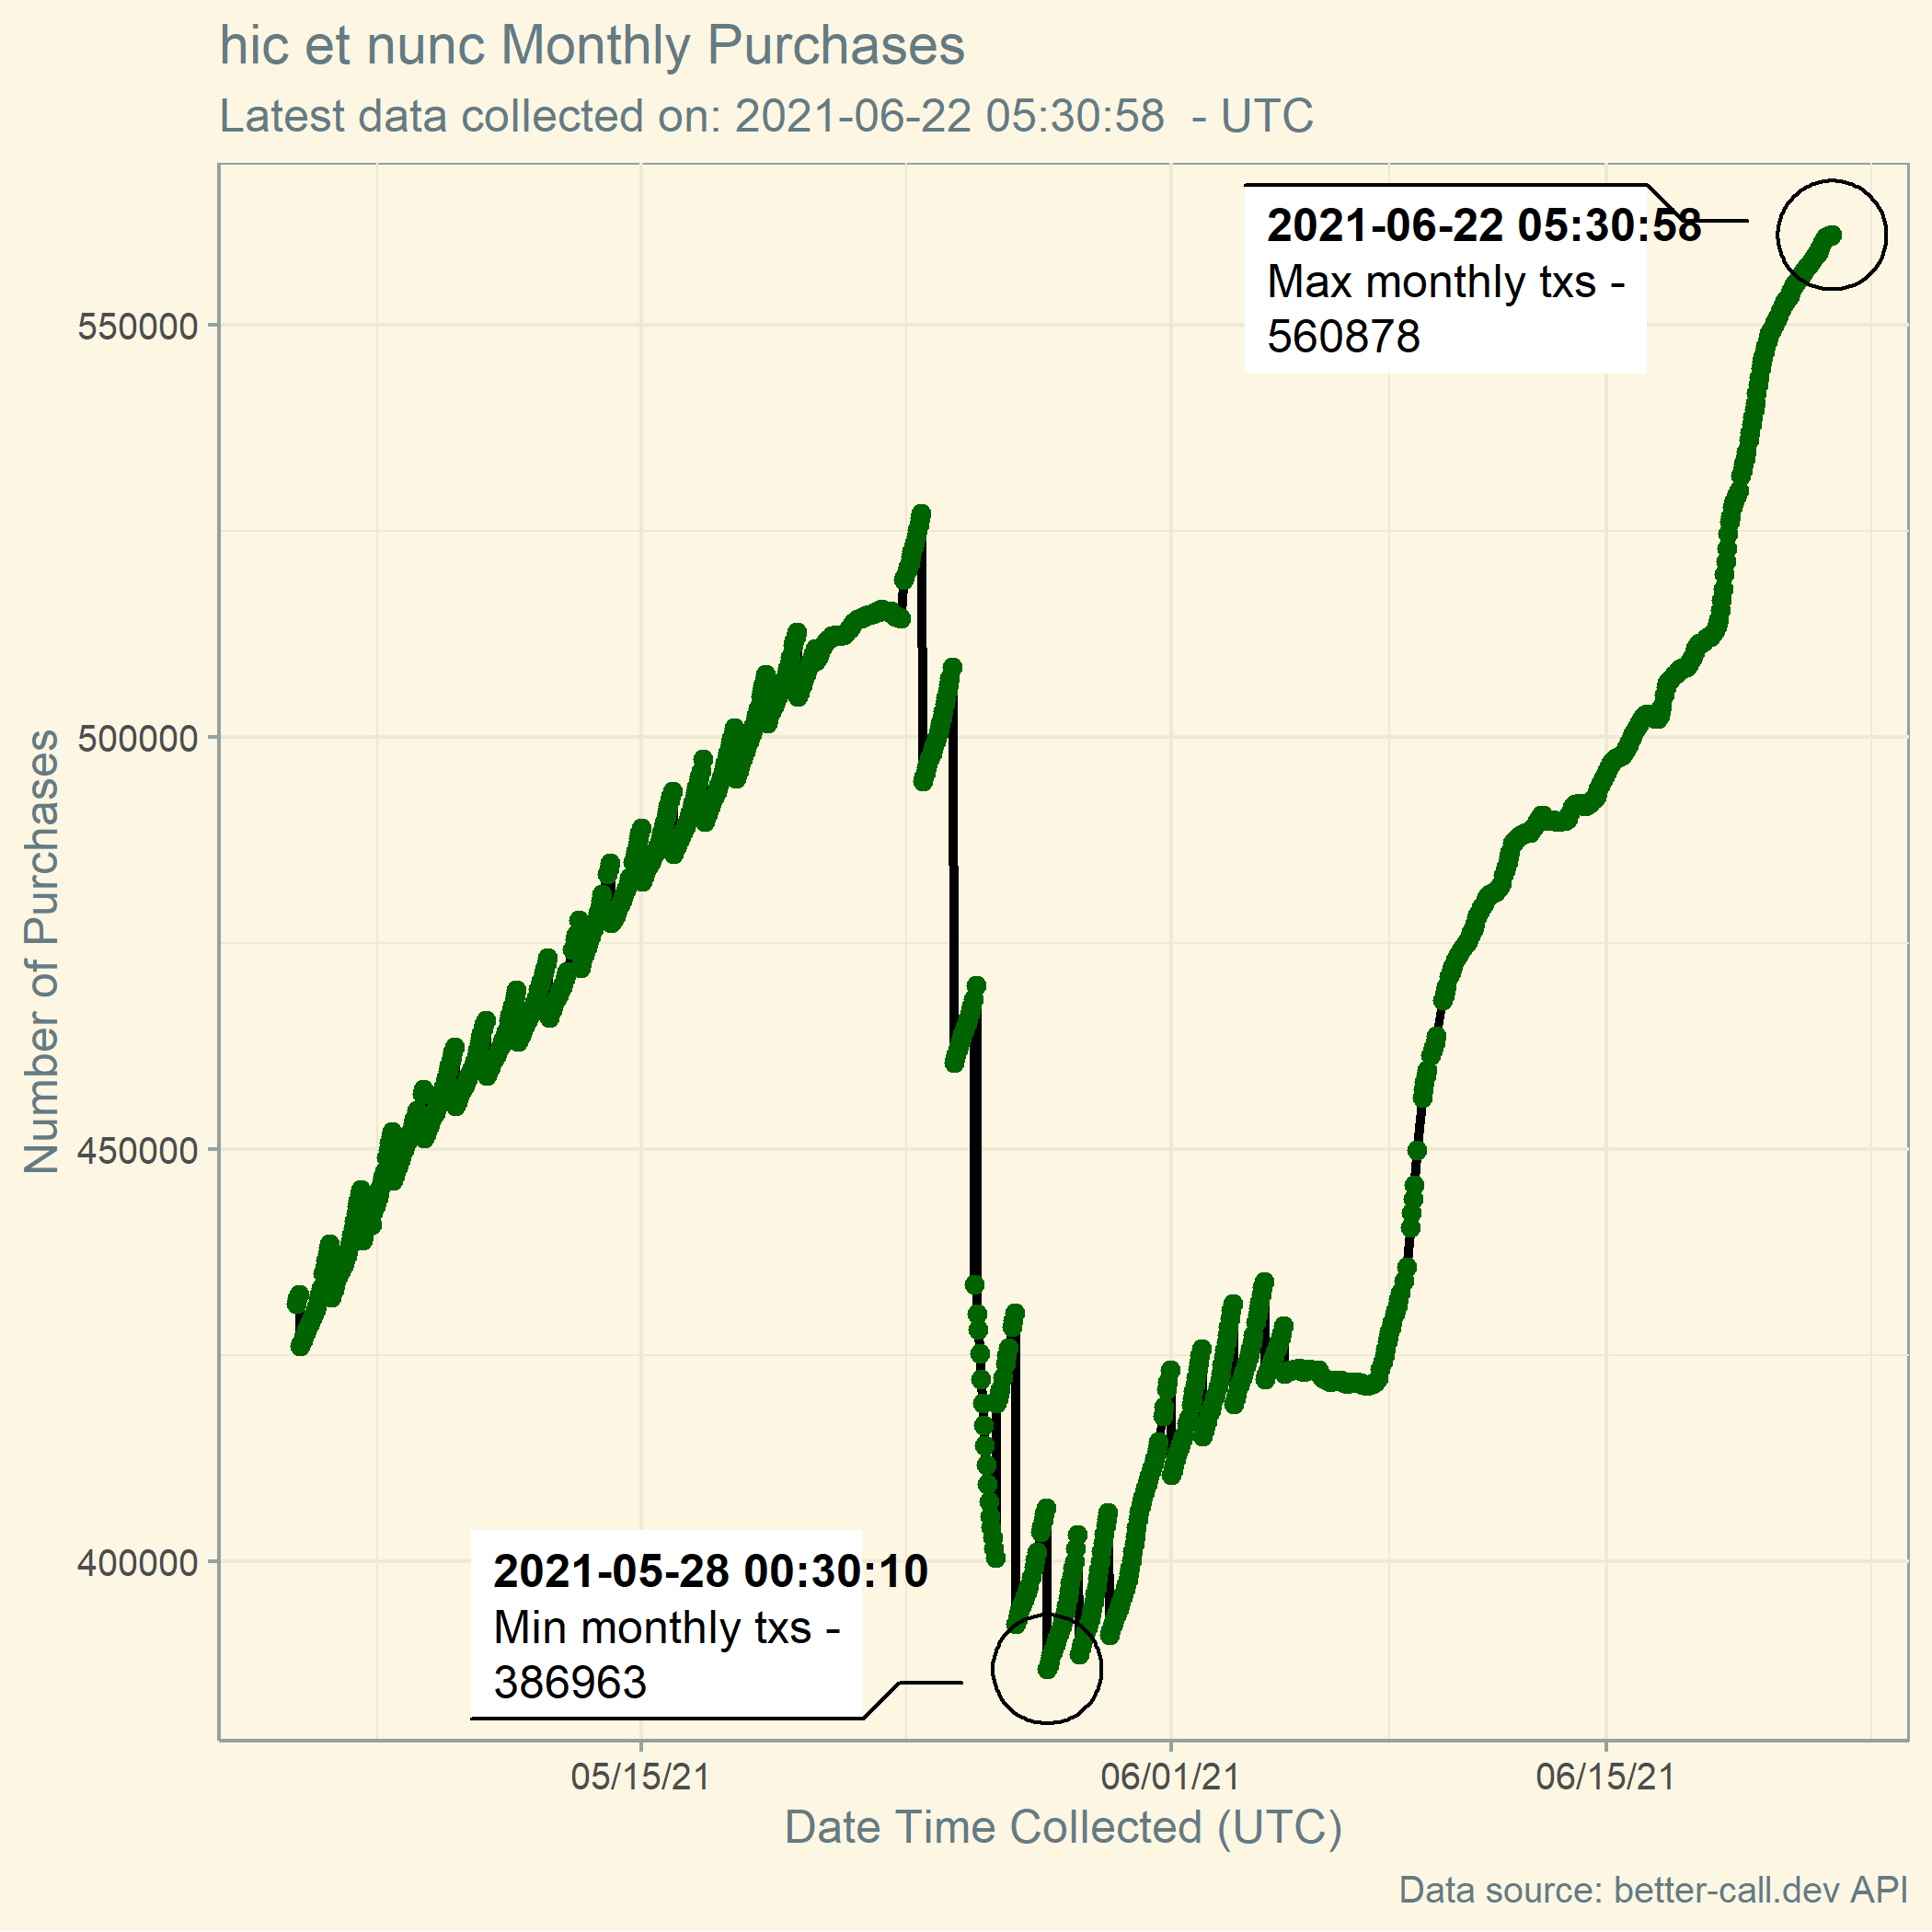 hic et nunc Monthly Purchases
Latest data collected on: 2021-06-22 05:30:58  - UTC
2021-06-22 05:30:58
Max monthly txs -
560878
550000
500000
450000
400000
Number of Purchases
2021-05-28 00:30:10
Min monthly txs -
386963
05/15/21
06/01/21
06/15/21
Date Time Collected (UTC)
Data source: better-call.dev API